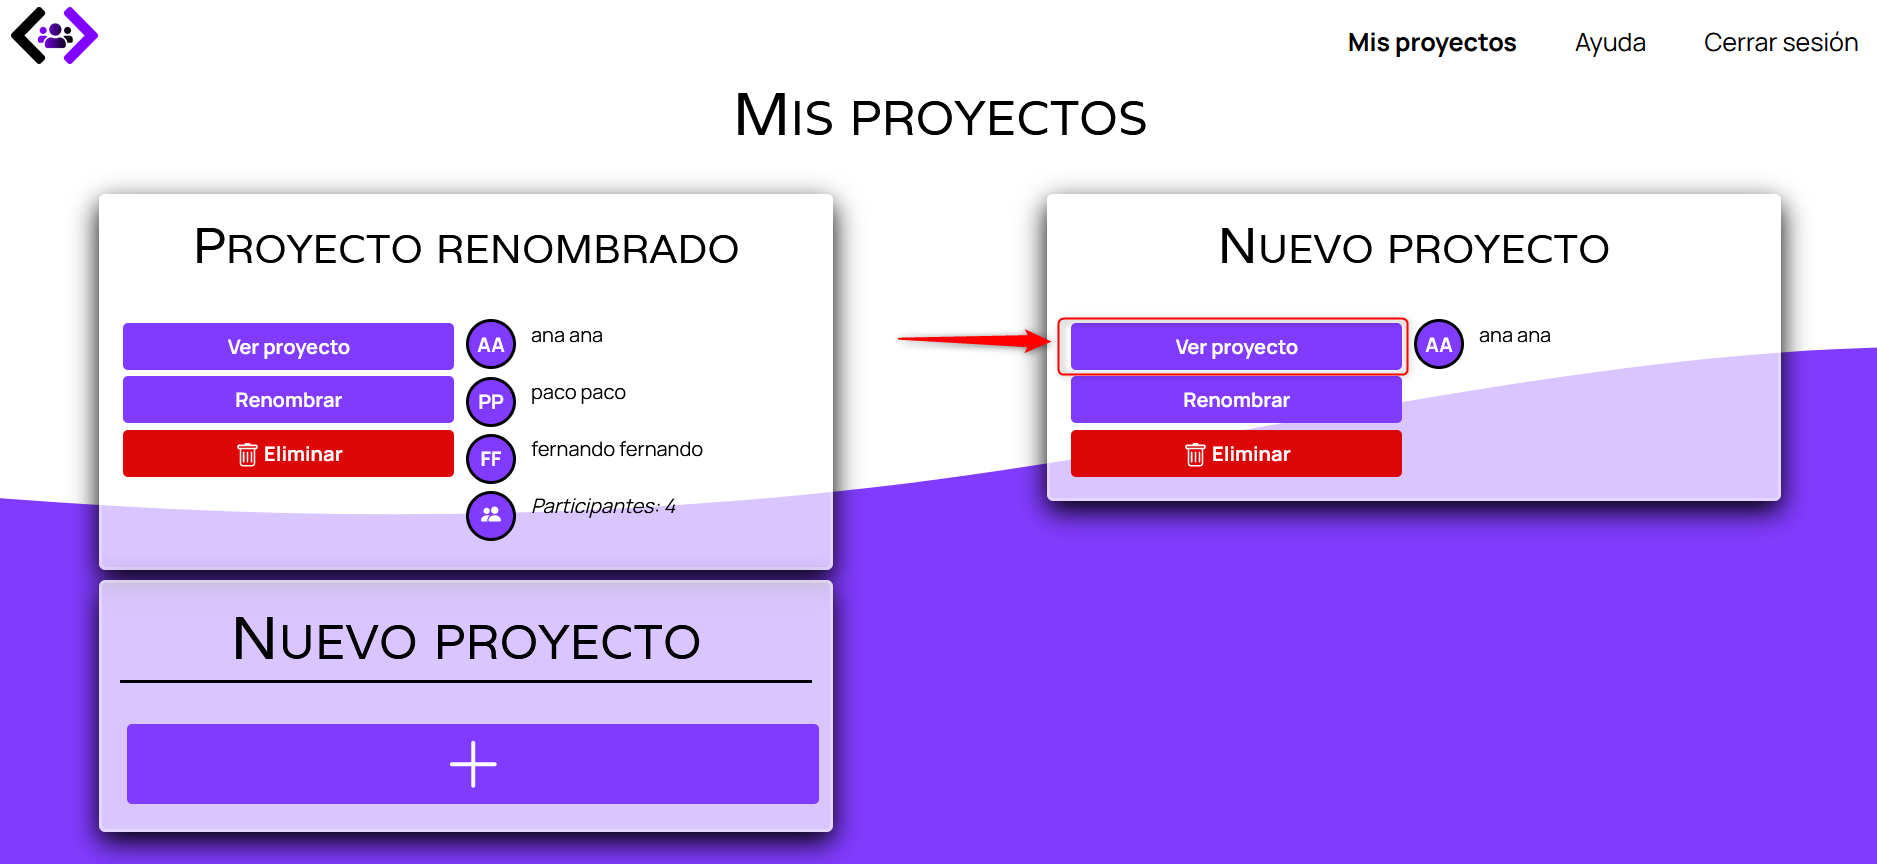 Mis proyectos Ayuda Cerrar sesión
Mis proyectos
Proyecto renombrado
Ver proyecto
Renombrar
Eliminar
AA ana ana
PP paco paco
FF fernando fernando
Participantes: 4
Nuevo proyecto
Ver proyecto
Renombrar
Eliminar
AA ana ana
Nuevo proyecto